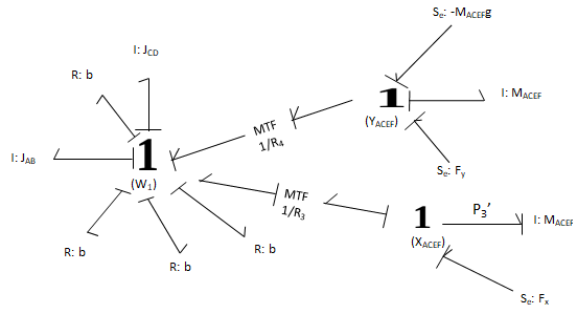 Se: -MACEFg
I: JCD
R: b
I: MACEF
1
(YACEF)
MTF
1/R4
I: JAB
1
(W1)
Se: Fy
MTF
1/R3
1
(XACEF)
P3’
I: MACEF
R: b
R: b
R: b
Se: Fx